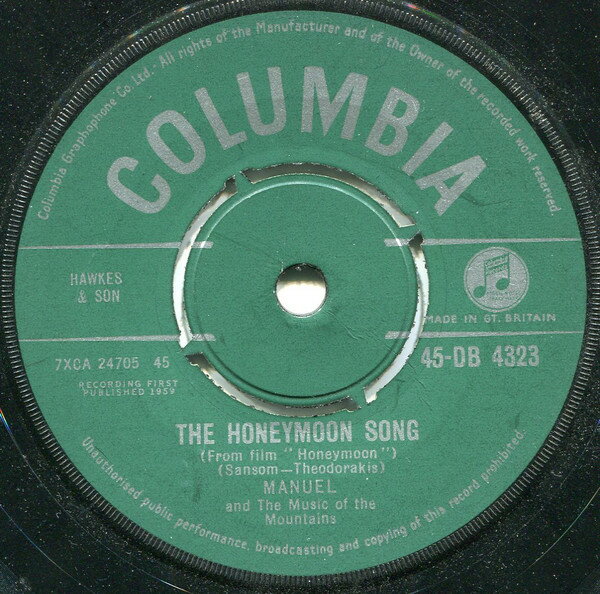 Columbia Graphophone Co. Ltd.- All rights of the Manufacturer and of the Owner of the recorded work reserved.
COLUMBIA
HAWKES
& SON
MADE IN GT. BRITAIN
7XCA 24705 45
45-DB 4323
RECORDING FIRST
PUBLISHED 1959
THE HONEYMOON SONG
(From film "Honeymoon")
(Sansom—Theodorakis)
MANUEL
and The Music of the
Mountains
Unauthorised public performance, broadcasting and copying of this record prohibited.